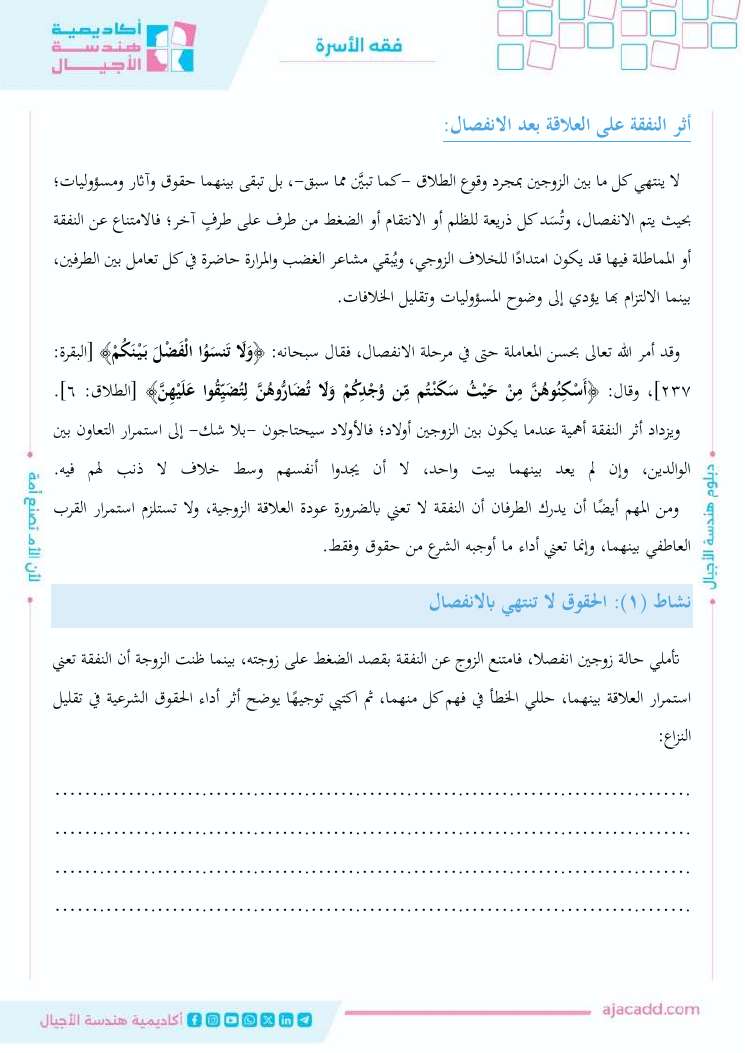 أكاديمية
هندسة
الأجيال
فقه الأسرة
أثر النفقة على العلاقة بعد الانفصال:
لا ينتهي كل ما بين الزوجين بمجرد وقوع الطلاق –كما تبيَّن مما سبق–، بل تبقى بينهما حقوق وآثار ومسؤوليات؛
بحيث يتم الانفصال، وتُسَد كل ذريعة للظلم أو الانتقام أو الضغط من طرف على طرفٍ آخر؛ فالامتناع عن النفقة
أو المماطلة فيها قد يكون امتدادًا للخلاف الزوجي، ويُبقي مشاعر الغضب والمرارة حاضرة في كل تعامل بين الطرفين،
بينما الالتزام بها يؤدي إلى وضوح المسؤوليات وتقليل الخلافات.
وقد أمر الله تعالى بحسن المعاملة حتى في مرحلة الانفصال، فقال سبحانه: ﴿وَلَا تَنسَوُا الْفَضْلَ بَيْنَكُمْ﴾ [البقرة:
٢٣٧]، وقال: ﴿أَسْكِنُوهُنَّ مِنْ حَيْثُ سَكَنْتُم مِّن وُجْدِكُمْ وَلَا تُضَارُّوهُنَّ لِتُضَيِّقُوا عَلَيْهِنَّ﴾ [الطلاق: ٦].
ويزداد أثر النفقة أهمية عندما يكون بين الزوجين أولاد؛ فالأولاد سيحتاجون –بلا شك– إلى استمرار التعاون بين
الوالدين، وإن لم يعد بينهما بيت واحد، لا أن يجدوا أنفسهم وسط خلاف لا ذنب لهم فيه.
ومن المهم أيضًا أن يدرك الطرفان أن النفقة لا تعني بالضرورة عودة العلاقة الزوجية، ولا تستلزم استمرار القرب
العاطفي بينهما، وإنما تعني أداء ما أوجبه الشرع من حقوق وفقط.
نشاط (١): الحقوق لا تنتهي بالانفصال
تأملي حالة زوجين انفصلا، فامتنع الزوج عن النفقة بقصد الضغط على زوجته، بينما ظنت الزوجة أن النفقة تعني
استمرار العلاقة بينهما، حللي الخطأ في فهم كل منهما، ثم اكتبي توجيهًا يوضح أثر أداء الحقوق الشرعية في تقليل
النزاع:
دبلوم هندسة الأجيال
لأن الأم تصنع أمة
أكاديمية هندسة الأجيال
ajacadd.com